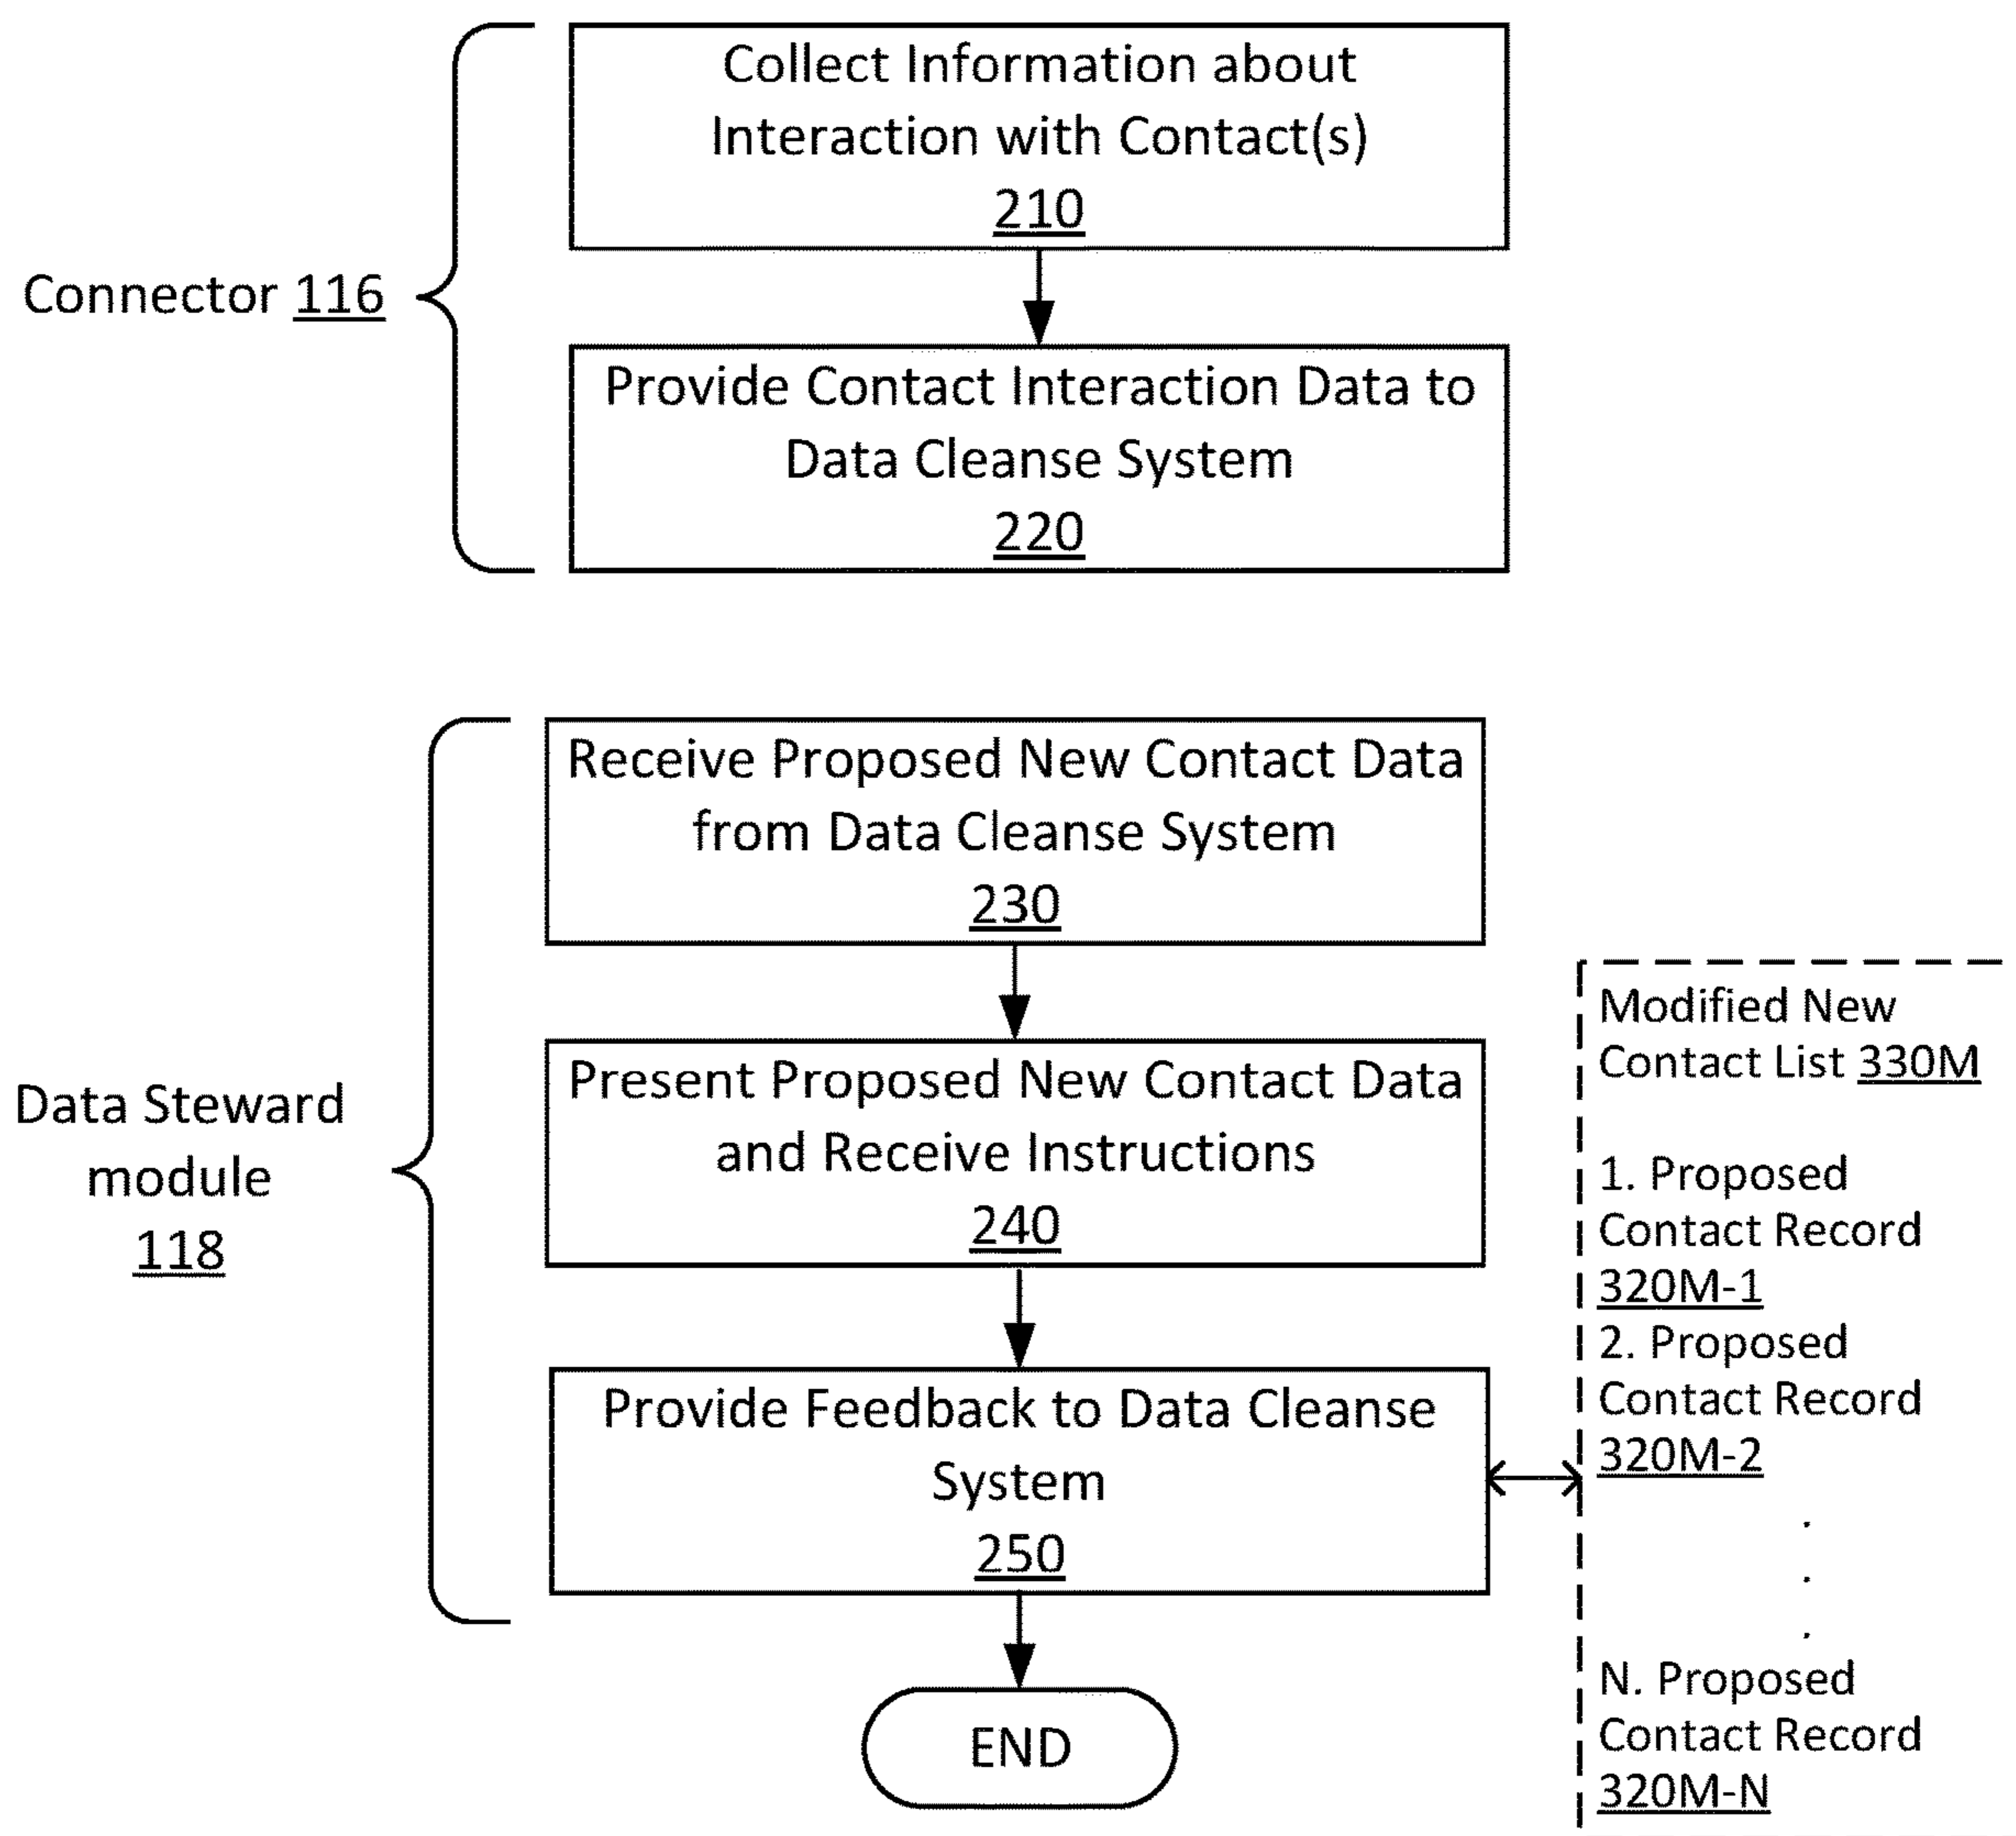 Collect Information about
Interaction with Contact(s)
210
Connector 116
Provide Contact Interaction Data to
Data Cleanse System
220
Receive Proposed New Contact Data
from Data Cleanse System
230
Data Steward
module
118
Present Proposed New Contact Data
and Receive Instructions
240
Provide Feedback to Data Cleanse
System
250
END
Modified New
Contact List 330M
1. Proposed
Contact Record
320M-1
2. Proposed
Contact Record
320M-2
.
.
.
N. Proposed
Contact Record
320M-N